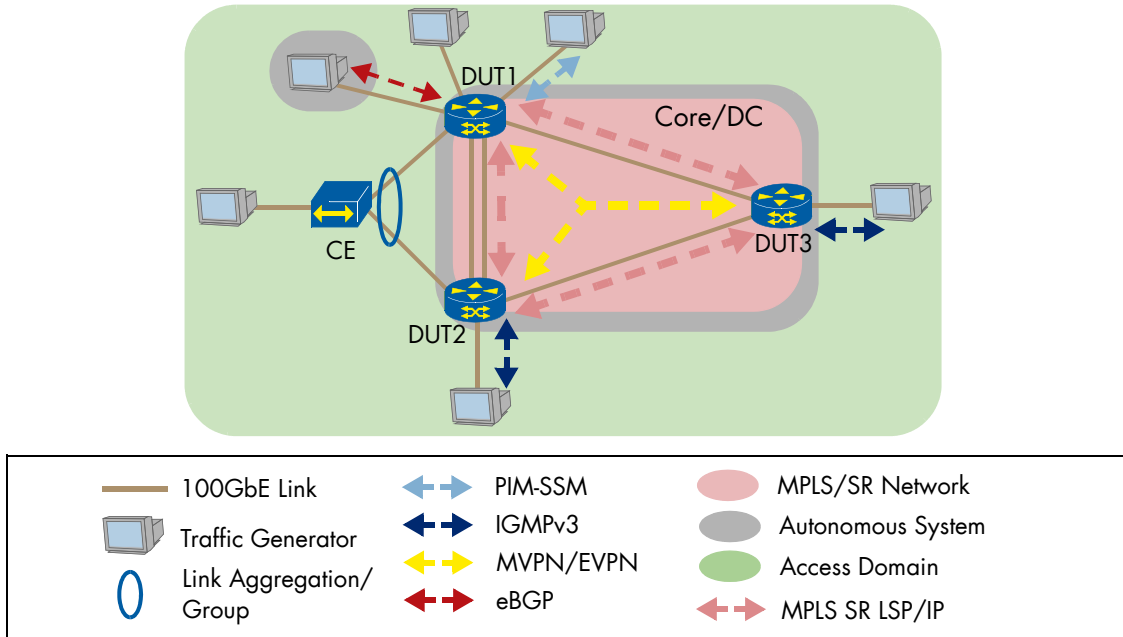 DUT1
Core/DC
CE
DUT3
DUT2
100GbE Link
Traffic Generator
Link Aggregation/
Group
PIM-SSM
IGMPv3
MVPN/EVPN
eBGP
MPLS/SR Network
Autonomous System
Access Domain
MPLS SR LSP/IP